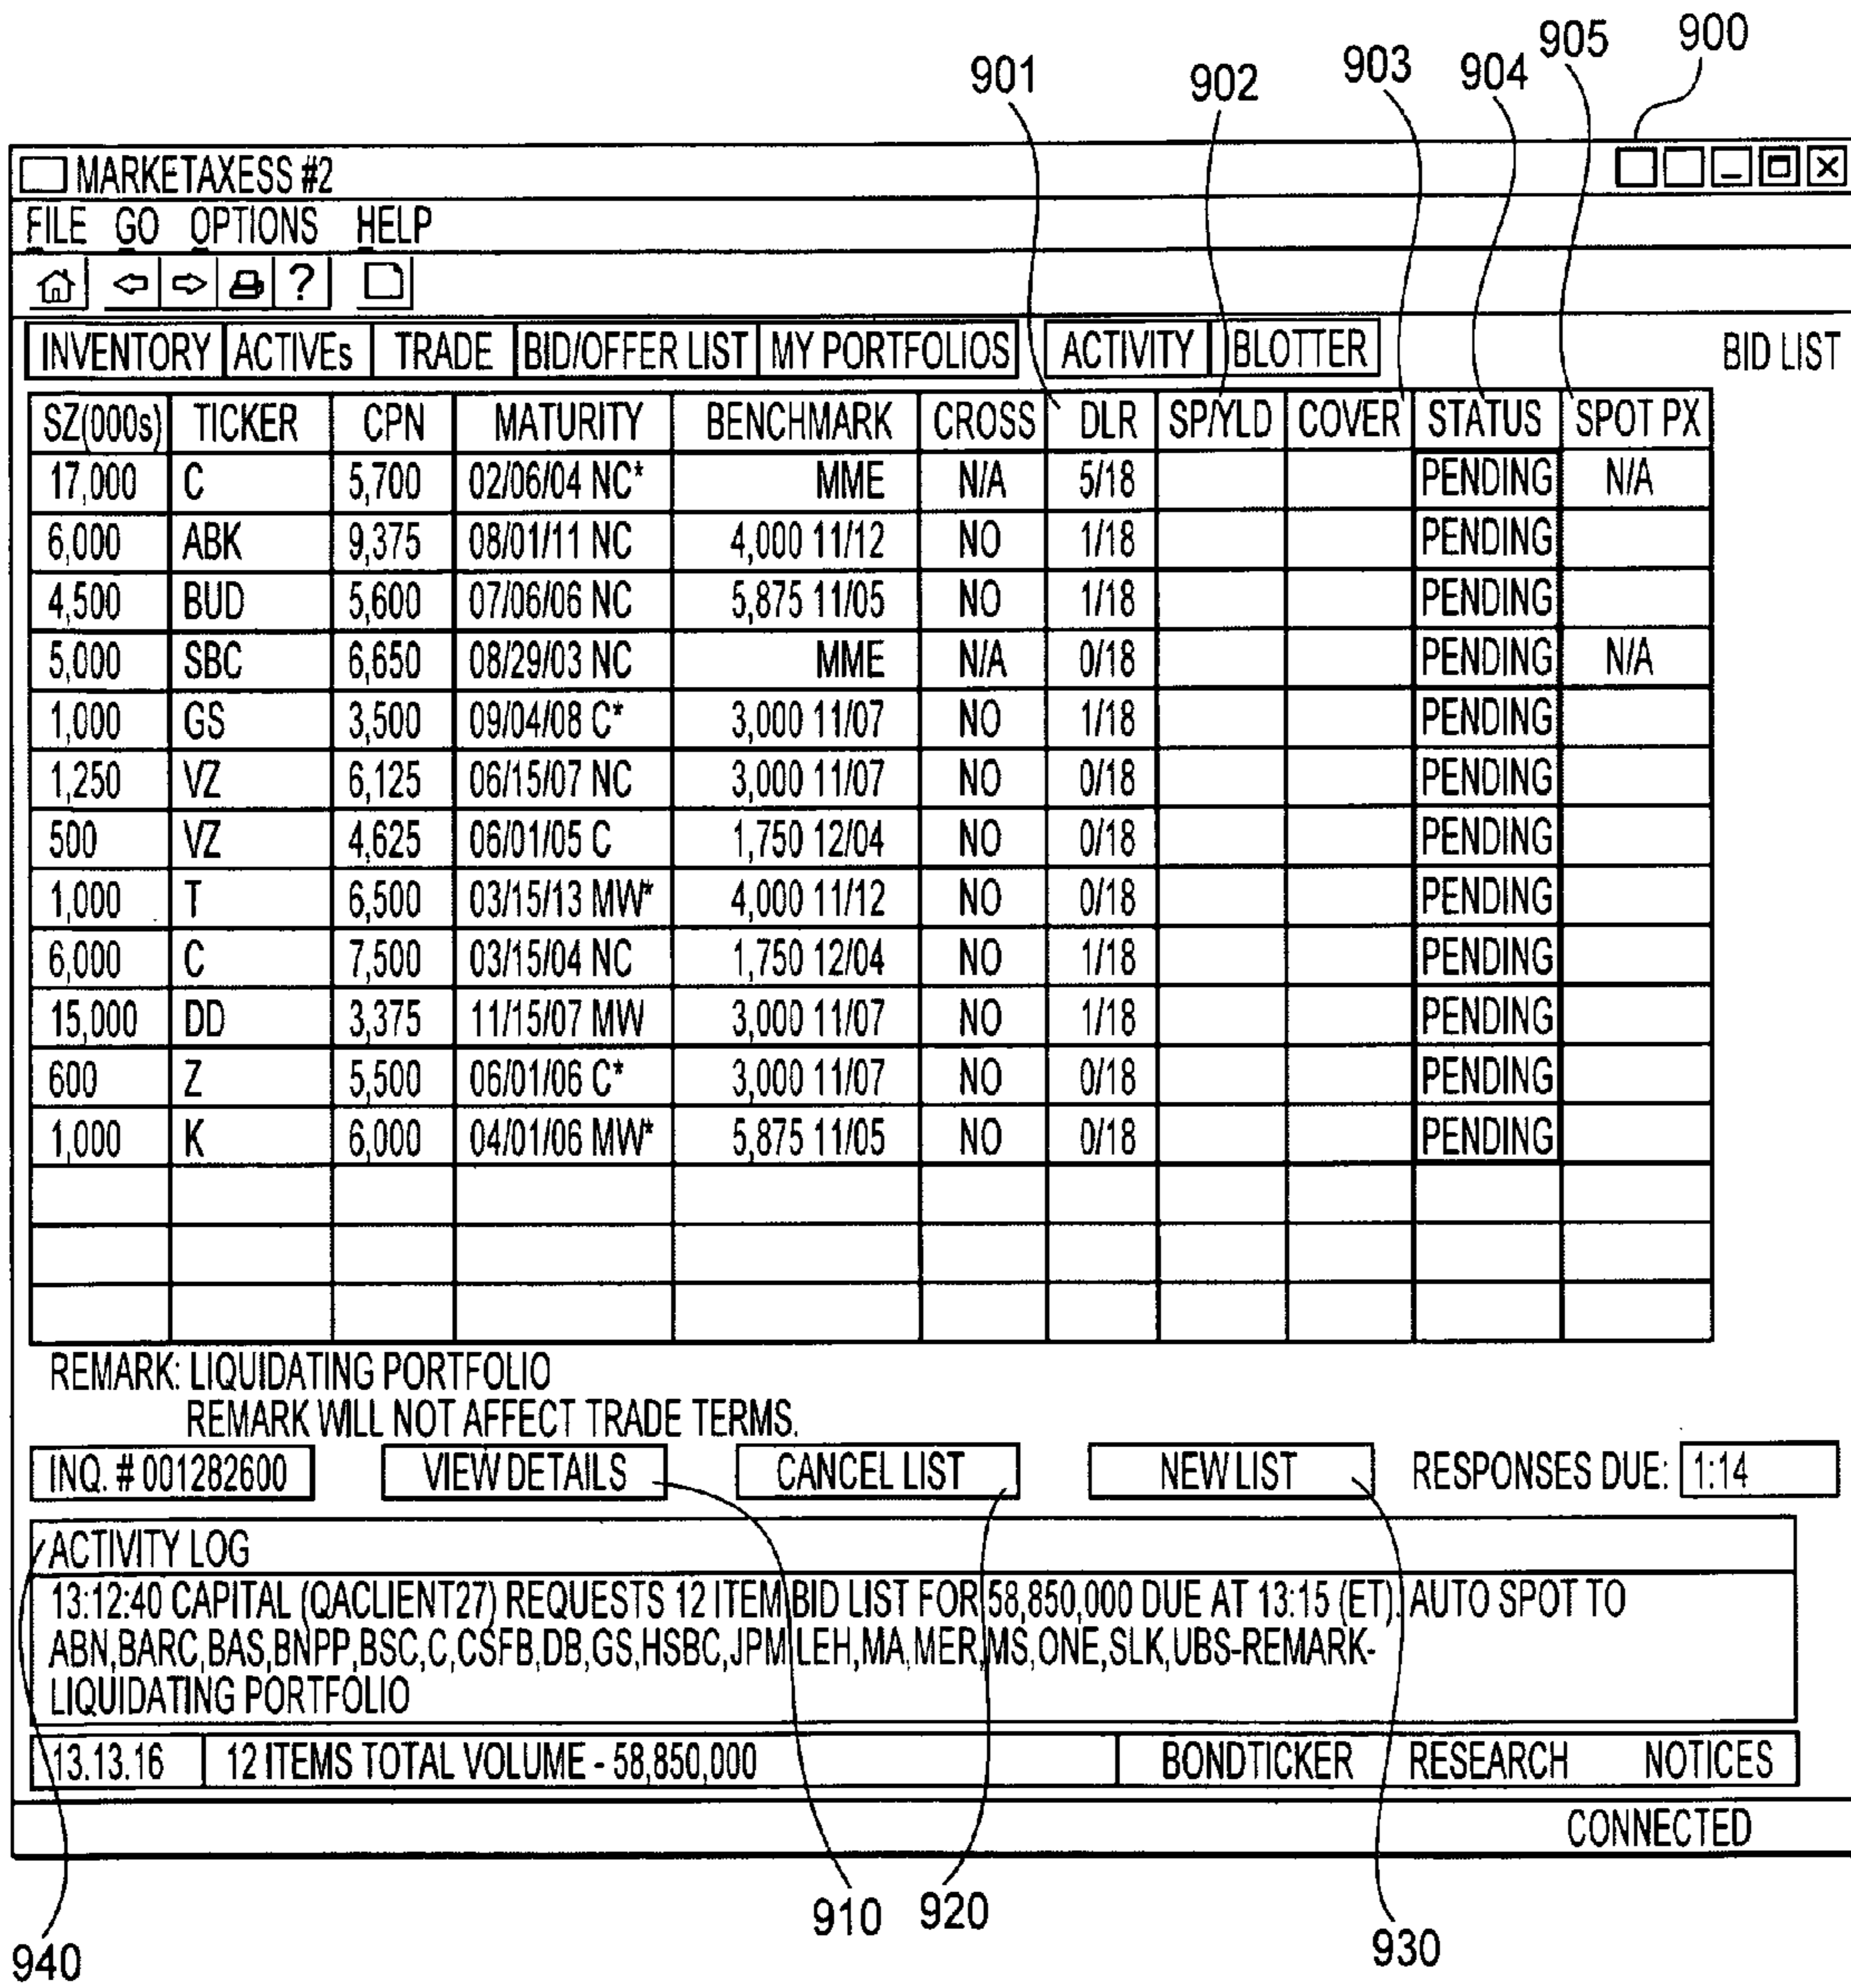 905 900
901 902 903 904
MARKETAXESS #2
FILE GO OPTIONS HELP
?
INVENTORY ACTIVEs TRADE BID/OFFER LIST MY PORTFOLIOS ACTIVITY BLOTTER BID LIST
SZ(000s) TICKER CPN MATURITY BENCHMARK CROSS DLR SP/YLD COVER STATUS SPOT PX
17,000 C 5,700 02/06/04 NC* MME N/A 5/18 PENDING N/A
6,000 ABK 9,375 08/01/11 NC 4,000 11/12 NO 1/18 PENDING
4,500 BUD 5,600 07/06/06 NC 5,875 11/05 NO 1/18 PENDING
5,000 SBC 6,650 08/29/03 NC MME N/A 0/18 PENDING N/A
1,000 GS 3,500 09/04/08 C* 3,000 11/07 NO 1/18 PENDING
1,250 VZ 6,125 06/15/07 NC 3,000 11/07 NO 0/18 PENDING
500 VZ 4,625 06/01/05 C 1,750 12/04 NO 0/18 PENDING
1,000 T 6,500 03/15/13 MW* 4,000 11/12 NO 0/18 PENDING
6,000 C 7,500 03/15/04 NC 1,750 12/04 NO 1/18 PENDING
15,000 DD 3,375 11/15/07 MW 3,000 11/07 NO 1/18 PENDING
600 Z 5,500 06/01/06 C* 3,000 11/07 NO 0/18 PENDING
1,000 K 6,000 04/01/06 MW* 5,875 11/05 NO 0/18 PENDING
REMARK: LIQUIDATING PORTFOLIO
REMARK WILL NOT AFFECT TRADE TERMS.
INQ. # 001282600 VIEW DETAILS CANCEL LIST NEW LIST RESPONSES DUE: 1:14
ACTIVITY LOG
13:12:40 CAPITAL (QACLIENT27) REQUESTS 12 ITEM BID LIST FOR 58,850,000 DUE AT 13:15 (ET). AUTO SPOT TO
ABN,BARC,BAS,BNPP,BSC,C,CSFB,DB,GS,HSBC,JPM,LEH,MA,MER,MS,ONE,SLK,UBS-REMARK-
LIQUIDATING PORTFOLIO
13.13.16 12 ITEMS TOTAL VOLUME - 58,850,000 BONDTICKER RESEARCH NOTICES
CONNECTED
910 920
940 930